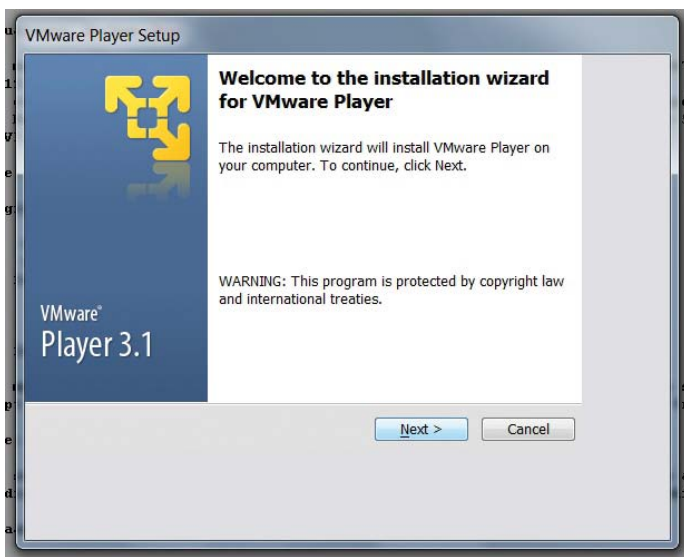 VMware Player Setup
Welcome to the installation wizard
for VMware Player
The installation wizard will install VMware Player on
your computer. To continue, click Next.
WARNING: This program is protected by copyright law
and international treaties.
VMware®
Player 3.1
Next >
Cancel